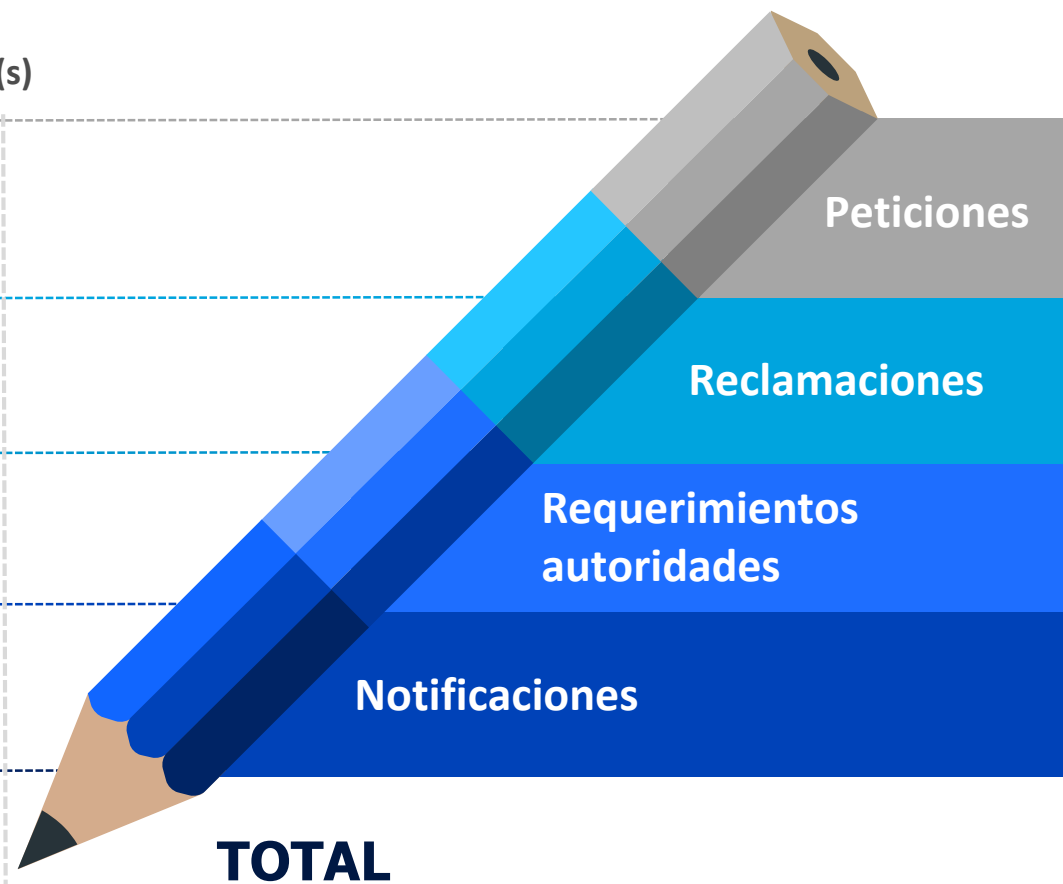 (s)
Peticiones
Reclamaciones
Requerimientos
autoridades
Notificaciones
TOTAL